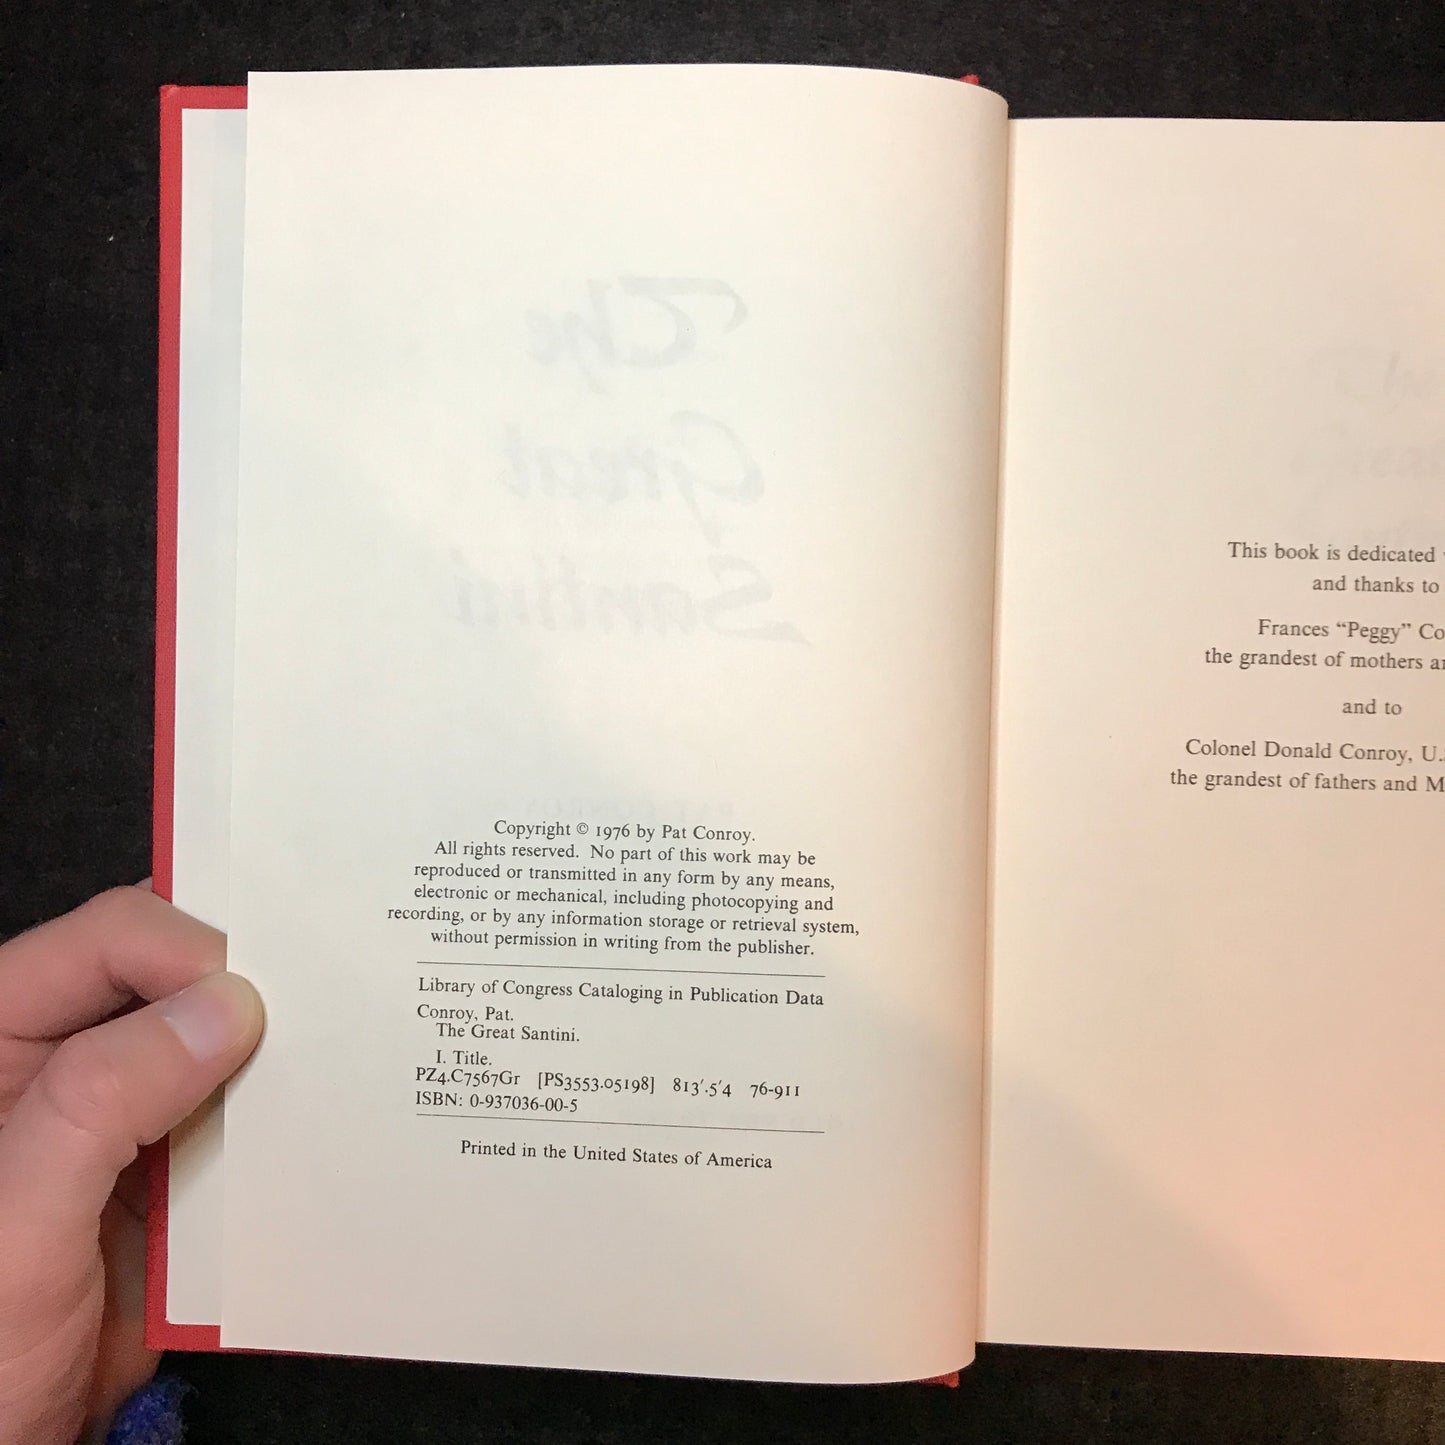 Copyright © 1976 by Pat Conroy.
All rights reserved. No part of this work may be
reproduced or transmitted in any form by any means,
electronic or mechanical, including photocopying and
recording, or by any information storage or retrieval system,
without permission in writing from the publisher.
Library of Congress Cataloging in Publication Data
Conroy, Pat.
The Great Santini.
I. Title.
PZ4.C7567Gr [PS3553.05198] 813'.5'4 76-911
ISBN: 0-937036-00-5
Printed in the United States of America
This book is dedicated
and thanks to
Frances “Peggy” Co
the grandest of mothers
and to
Colonel Donald Conroy, U.
the grandest of fathers and M
The
Great
Santini